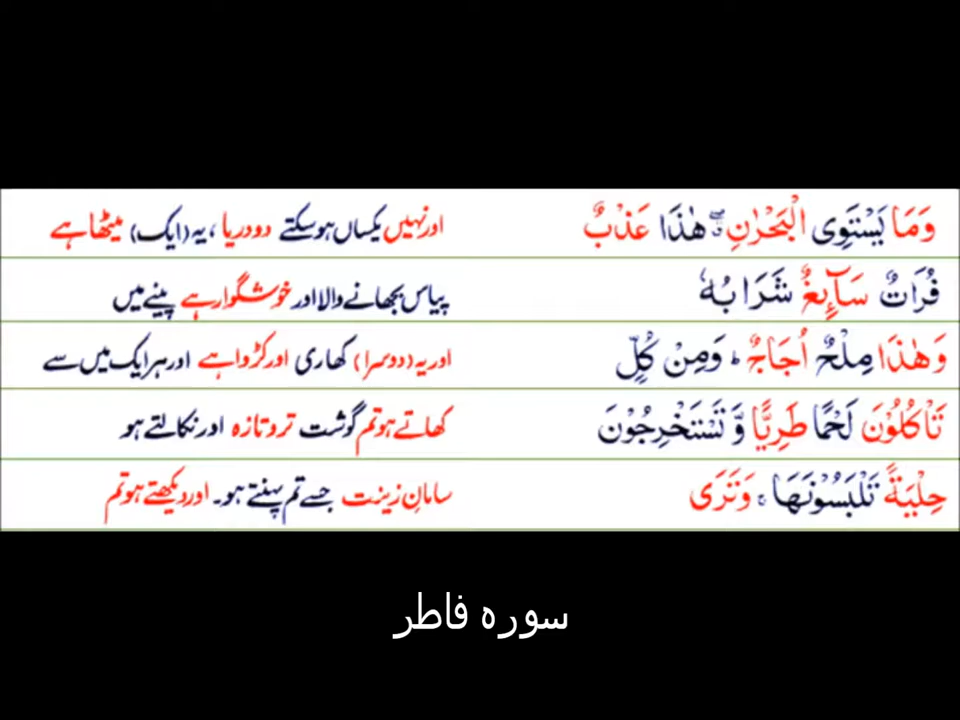 وَمَا يَسْتَوِى الْبَحْرٰنِ ۖ هٰذَا عَذْبٌ اور نہیں یکساں ہو سکتے دو دریا ، یہ (ایک) میٹھا ہے
فُرَاتٌ سَآئِغٌ شَرَابُهٗ پیاس بجھانے والا اور خوشگوار ہے پینے میں
وَهٰذَا مِلْحٌ اُجَاجٌ ؕ وَمِنْ كُلٍّ اور یہ (دوسرا) کھاری اور کڑوا ہے اور ہر ایک میں سے
تَاْكُلُوْنَ لَحْمًا طَرِيًّا وَّ تَسْتَخْرِجُوْنَ کھاتے ہو تم گوشت تروتازہ اور نکالتے ہو
حِلْيَةً تَلْبَسُوْنَهَا ۚ وَتَرَى سامانِ زینت جسے تم پہنتے ہو۔ اور دیکھتے ہو تم
سورہ فاطر